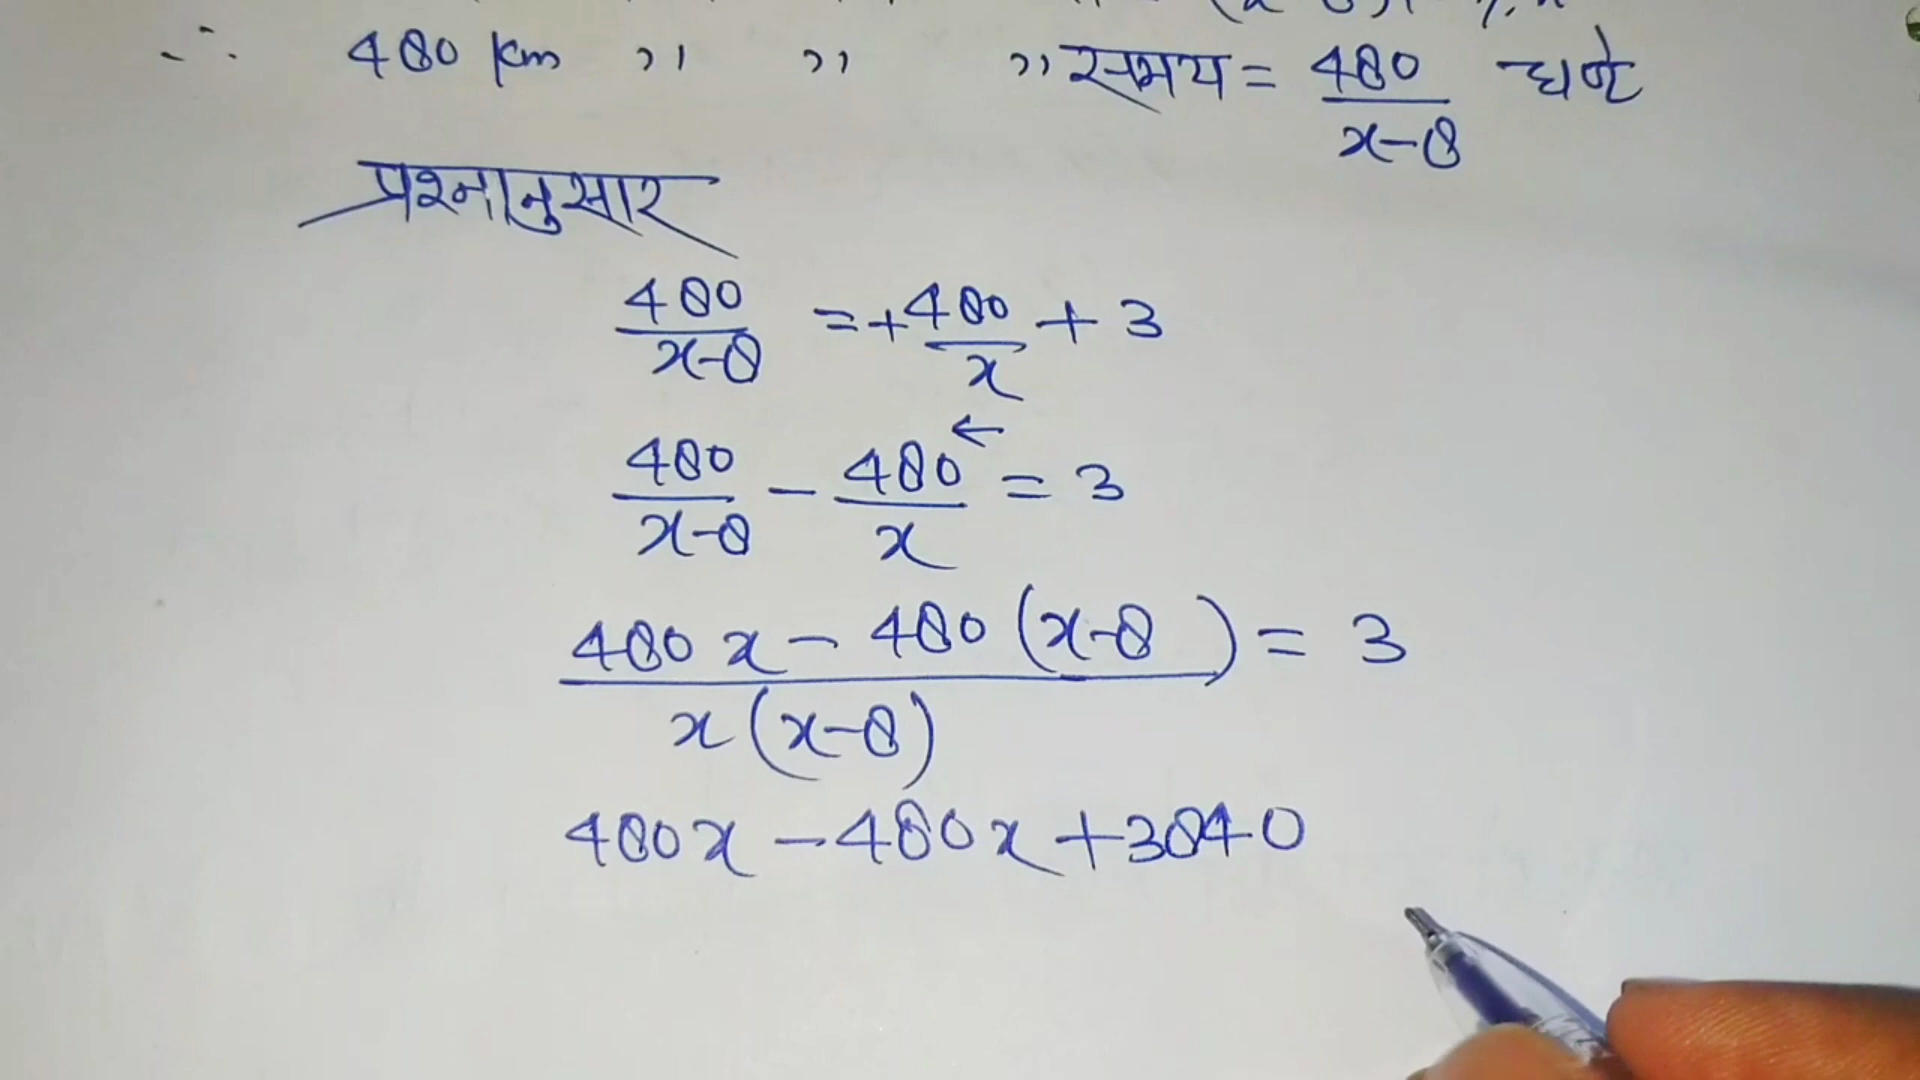 ∴ 480 km ,, ,, ,, समय = 480/x-8 घण्टे
प्रश्नानुसार
480/x-8 = +480/x + 3
←
480/x-8 - 480/x = 3
480x - 480(x-8)/x(x-8) = 3
480x - 480x + 3840